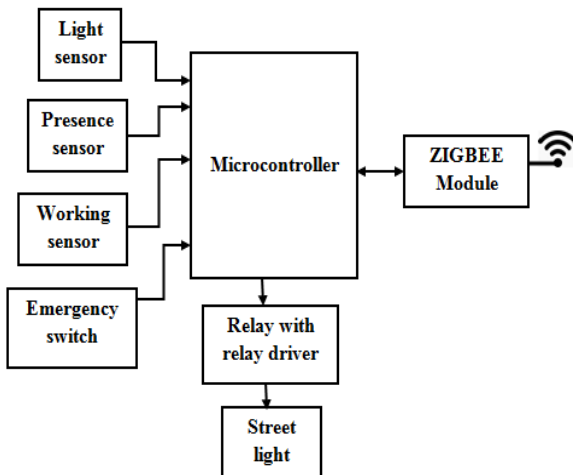 Light
sensor
Presence
sensor
Working
sensor
Emergency
switch
Microcontroller
ZIGBEE
Module
Relay with
relay driver
Street
light